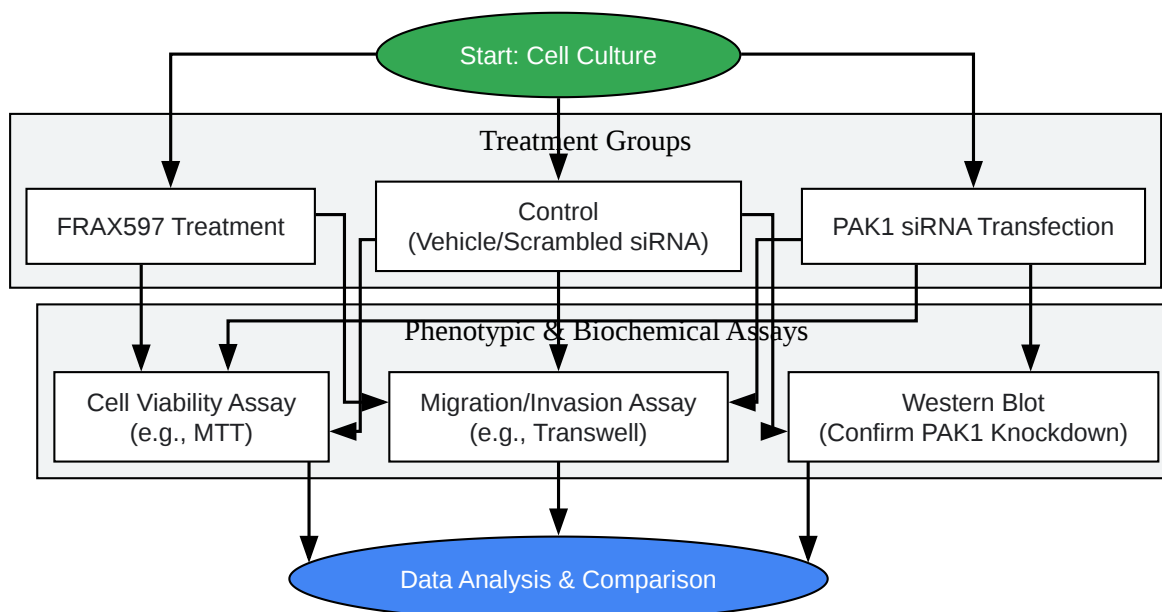 Start: Cell Culture
Treatment Groups
FRAX597 Treatment
Control
(Vehicle/Scrambled siRNA)
PAK1 siRNA Transfection
Phenotypic & Biochemical Assays
Cell Viability Assay
(e.g., MTT)
Migration/Invasion Assay
(e.g., Transwell)
Western Blot
(Confirm PAK1 Knockdown)
Data Analysis & Comparison